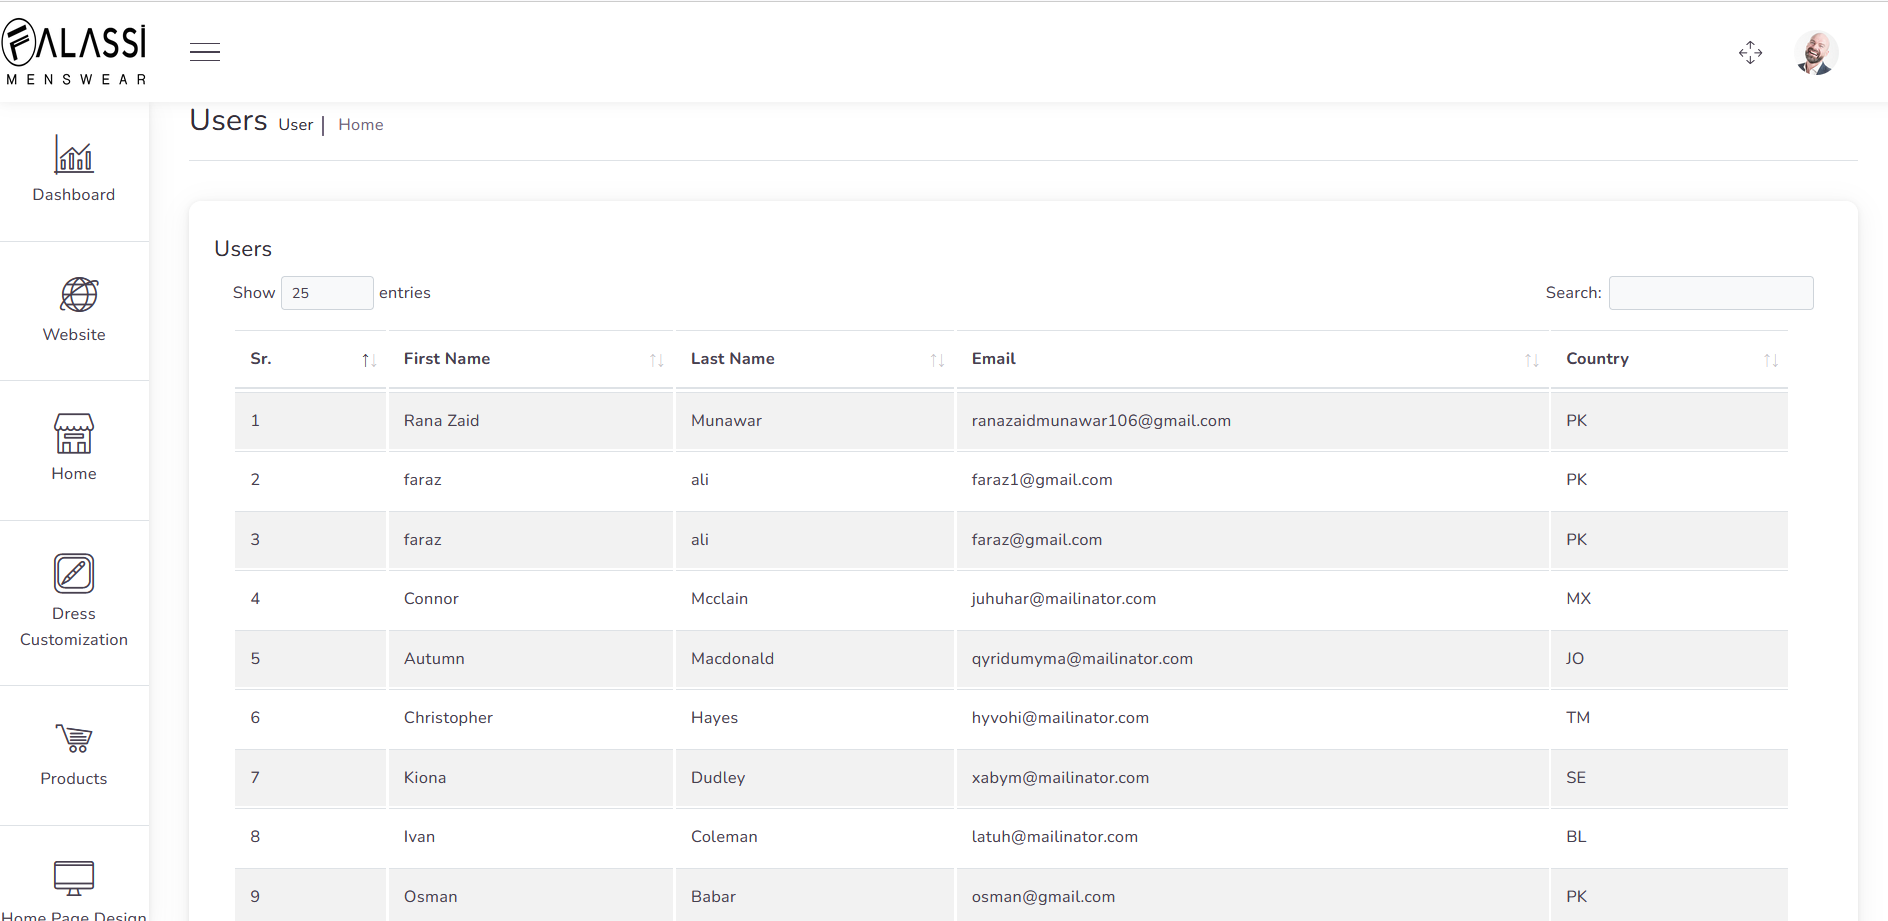 FALASSI
MENSWEAR
Users User | Home
Dashboard
Website
Home
Dress
Customization
Products
Home Page Design
Users
Show 25 entries Search:
Sr. First Name Last Name Email Country
1 Rana Zaid Munawar ranazaidmunawar106@gmail.com PK
2 faraz ali faraz1@gmail.com PK
3 faraz ali faraz@gmail.com PK
4 Connor Mcclain juhuhar@mailinator.com MX
5 Autumn Macdonald qyridumyma@mailinator.com JO
6 Christopher Hayes hyvohi@mailinator.com TM
7 Kiona Dudley xabym@mailinator.com SE
8 Ivan Coleman latuh@mailinator.com BL
9 Osman Babar osman@gmail.com PK